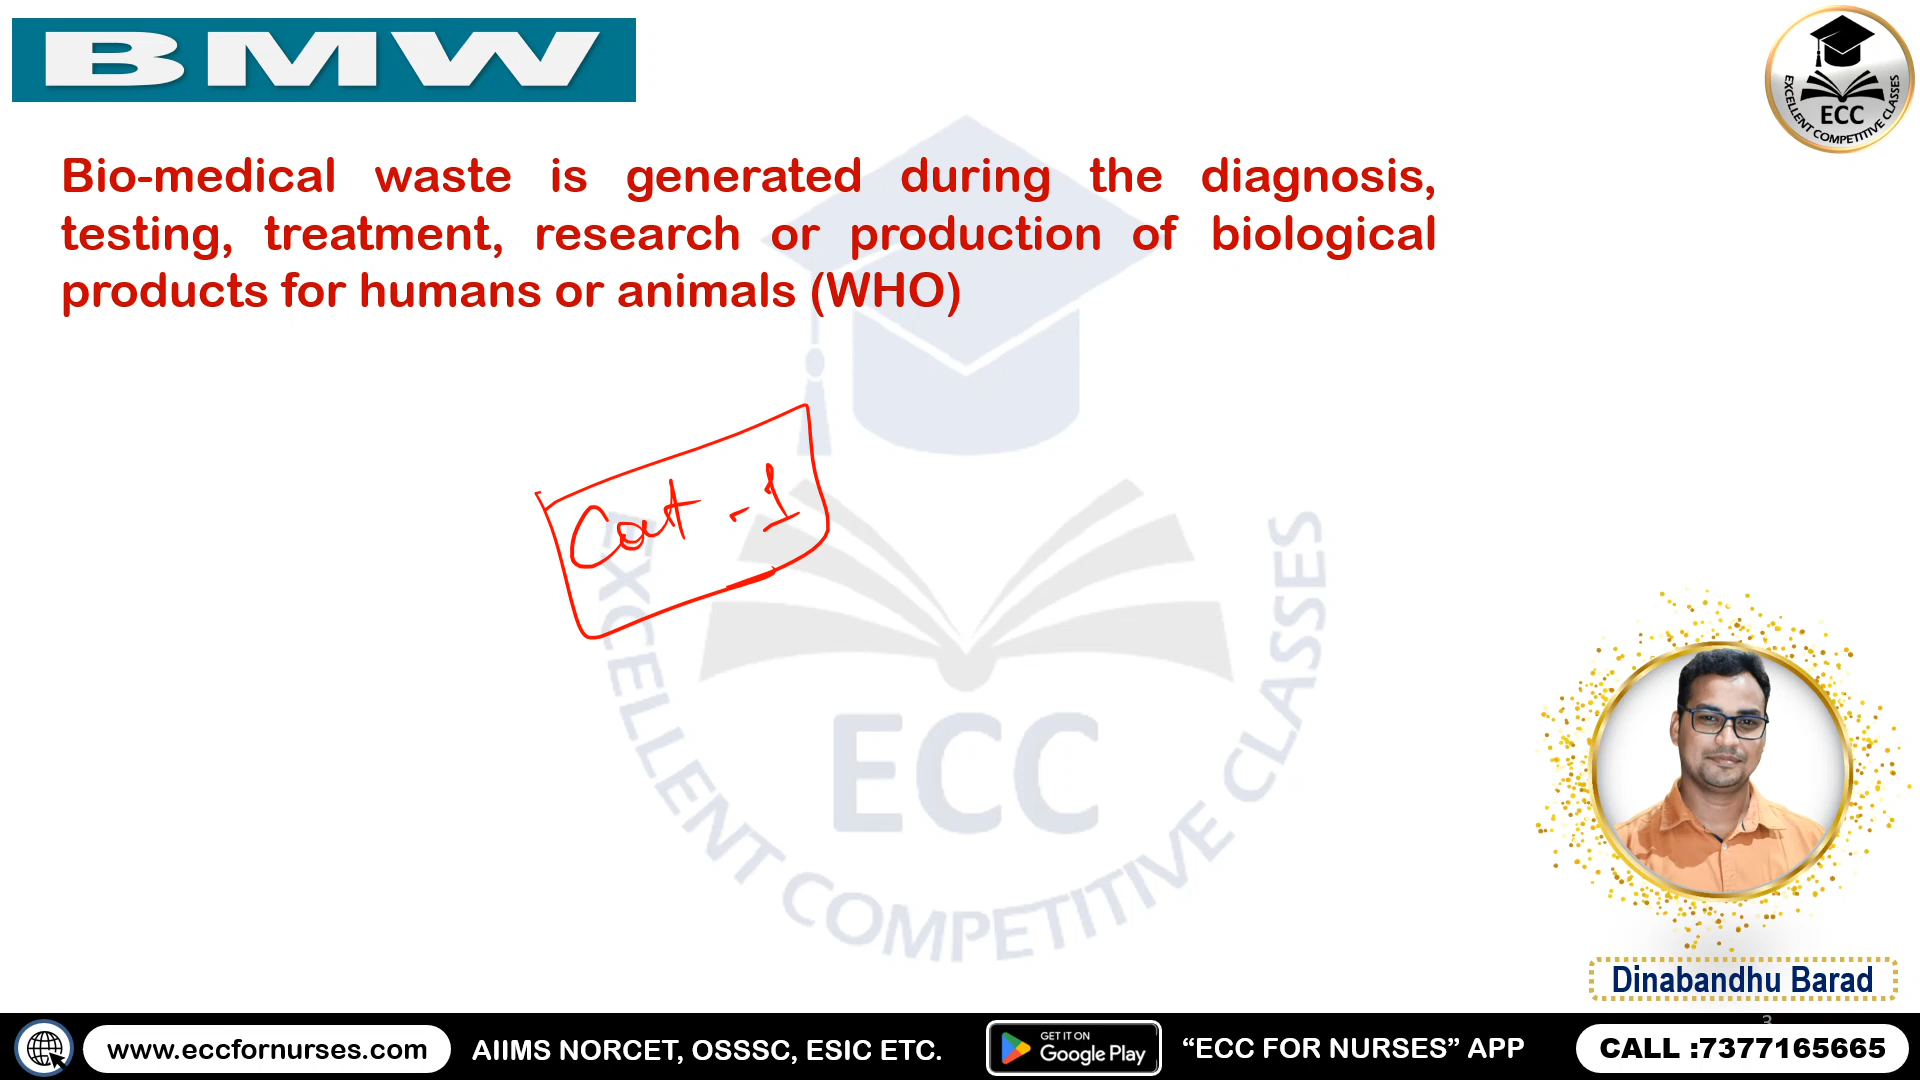 BMW
EXCELLENT COMPETITIVE CLASSES
ECC
Bio-medical waste is generated during the diagnosis,
testing, treatment, research or production of biological
products for humans or animals (WHO)
Cat - 1
EXCELLENT COMPETITIVE CLASSES
ECC
Dinabandhu Barad
3
www.eccfornurses.com
AIIMS NORCET, OSSSC, ESIC ETC.
GET IT ON
Google Play
“ECC FOR NURSES” APP
CALL :7377165665